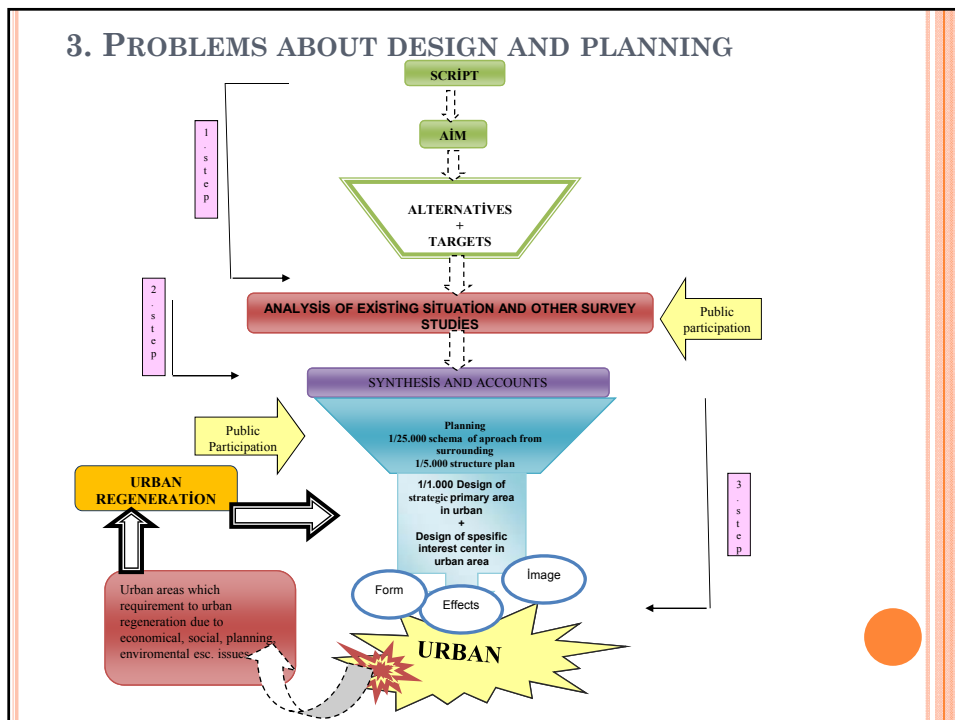 3. PROBLEMS ABOUT DESIGN AND PLANNING
SCRİPT
AİM
1
.
s
t
e
p
ALTERNATİVES
+
TARGETS
2
.
s
t
e
p
ANALYSİS OF EXİSTİNG SİTUATİON AND OTHER SURVEY
STUDİES
Public
participation
SYNTHESİS AND ACCOUNTS
Public
Participation
Planning
1/25.000 schema of aproach from
surrounding
1/5.000 structure plan
URBAN
REGENERATİON
1/1.000 Design of
strategic primary area
in urban
+
Design of spesific
interest center in
urban area
3
.
s
t
e
p
Form
Effects
İmage
Urban areas which
requirement to urban
regeneration due to
economical, social, planning,
enviromental esc. issues
URBAN